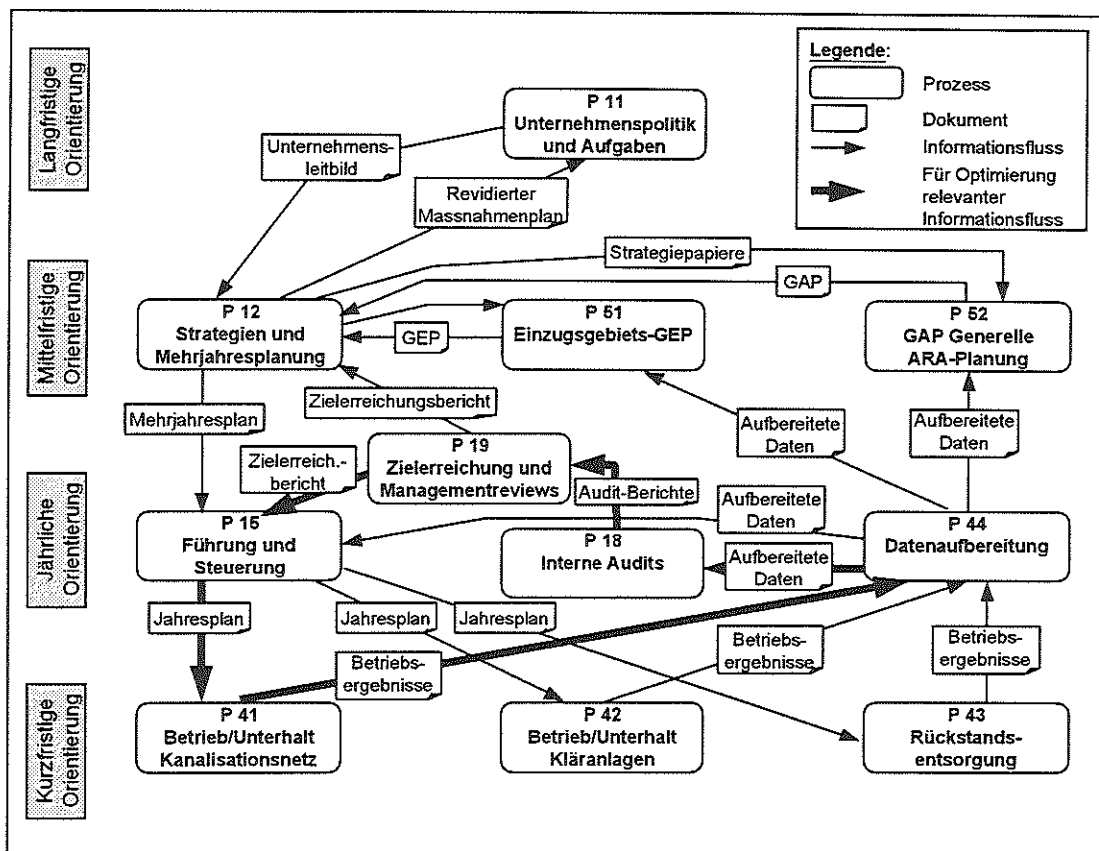 Langfristige
Orientierung
Mittelfristige
Orientierung
Jährliche
Orientierung
Kurzfristige
Orientierung
Legende:
Prozess
Dokument
Informationsfluss
Für Optimierung
relevanter
Informationsfluss
P 11
Unternehmenspolitik
und Aufgaben
Unternehmens-
leitbild
Revidierter
Massnahmenplan
Strategiepapiere
GAP
P 12
Strategien und
Mehrjahresplanung
GEP
P 51
Einzugsgebiets-GEP
P 52
GAP Generelle
ARA-Planung
Mehrjahresplan
Zielerreichungsbericht
Aufbereitete
Daten
Aufbereitete
Daten
Zielerreich.-
bericht
P 19
Zielerreichung und
Managementreviews
Audit-Berichte
Aufbereitete
Daten
P 15
Führung und
Steuerung
P 18
Interne Audits
Aufbereitete
Daten
P 44
Datenaufbereitung
Jahresplan
Jahresplan
Jahresplan
Betriebs-
ergebnisse
Betriebs-
ergebnisse
Betriebs-
ergebnisse
P 41
Betrieb/Unterhalt
Kanalisationsnetz
P 42
Betrieb/Unterhalt
Kläranlagen
P 43
Rückstands-
entsorgung